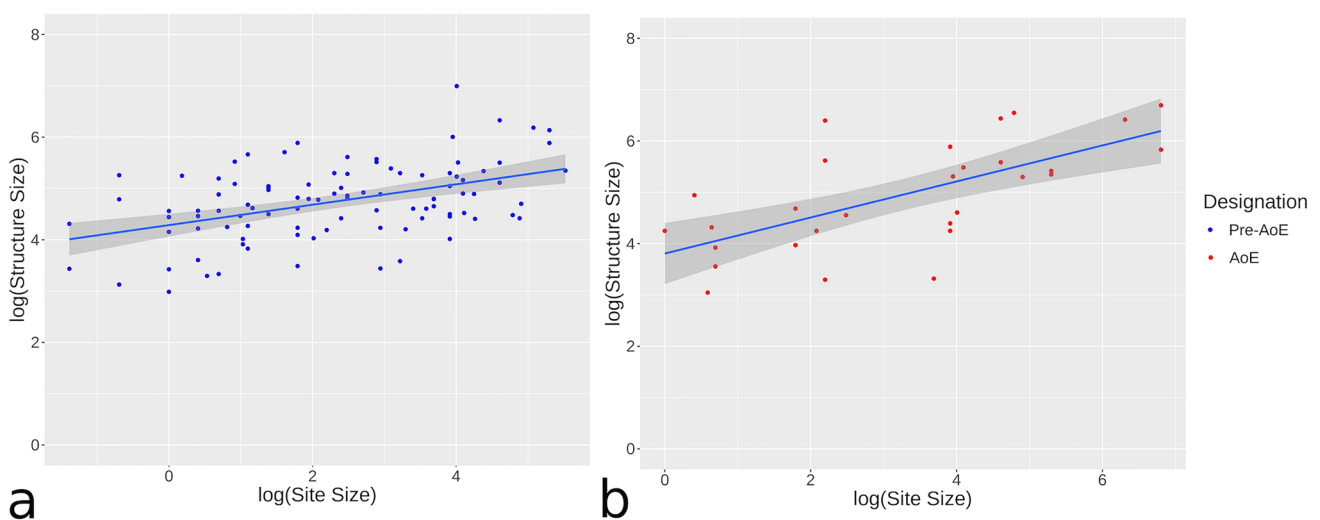 8
6
4
2
0
log(Structure Size)
0 2 4
log(Site Size)
a
8
6
4
2
0
log(Structure Size)
0 2 4 6
log(Site Size)
b
Designation
Pre-AoE
AoE